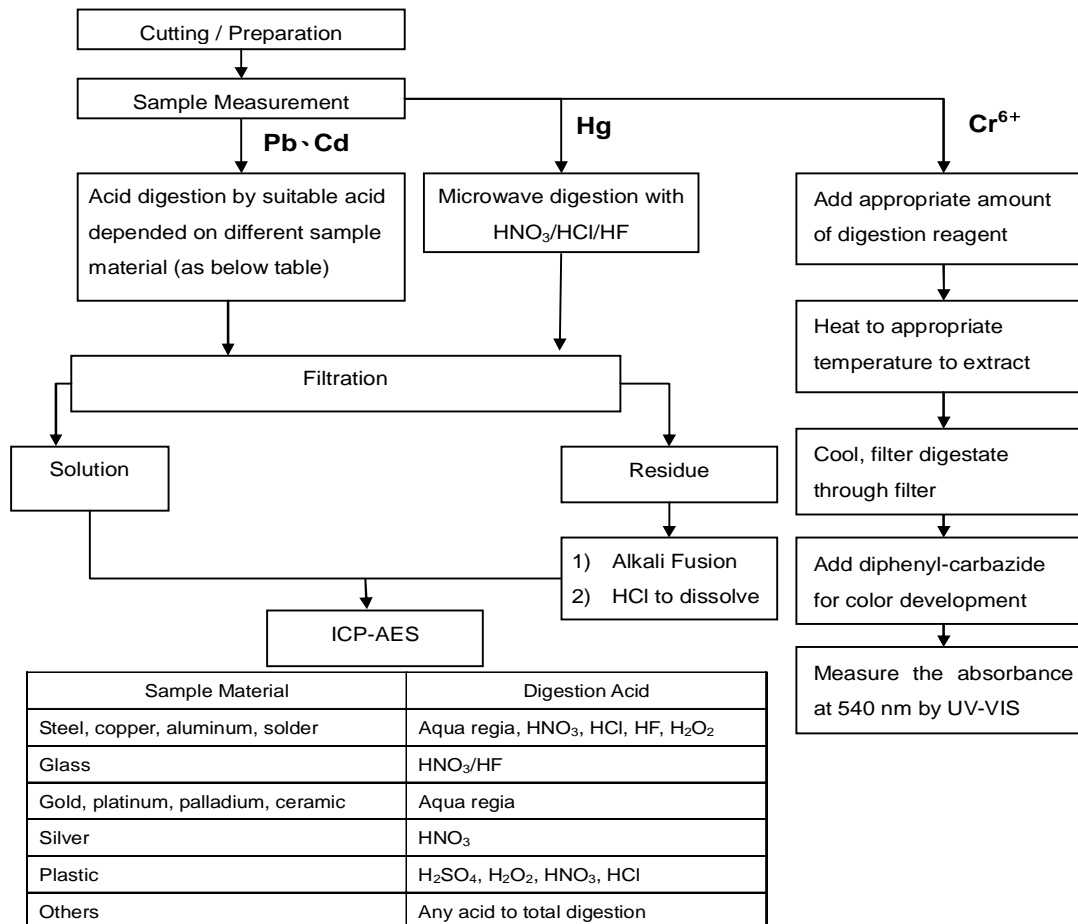 Cutting / Preparation
Sample Measurement
Pb、Cd
Hg
Cr⁶⁺
Acid digestion by suitable acid
depended on different sample
material (as below table)
Microwave digestion with
HNO₃/HCl/HF
Add appropriate amount
of digestion reagent
Heat to appropriate
temperature to extract
Filtration
Solution
Residue
Cool, filter digestate
through filter
1) Alkali Fusion
2) HCl to dissolve
Add diphenyl-carbazide
for color development
ICP-AES
Measure the absorbance
at 540 nm by UV-VIS
Sample Material Digestion Acid
Steel, copper, aluminum, solder Aqua regia, HNO₃, HCl, HF, H₂O₂
Glass HNO₃/HF
Gold, platinum, palladium, ceramic Aqua regia
Silver HNO₃
Plastic H₂SO₄, H₂O₂, HNO₃, HCl
Others Any acid to total digestion